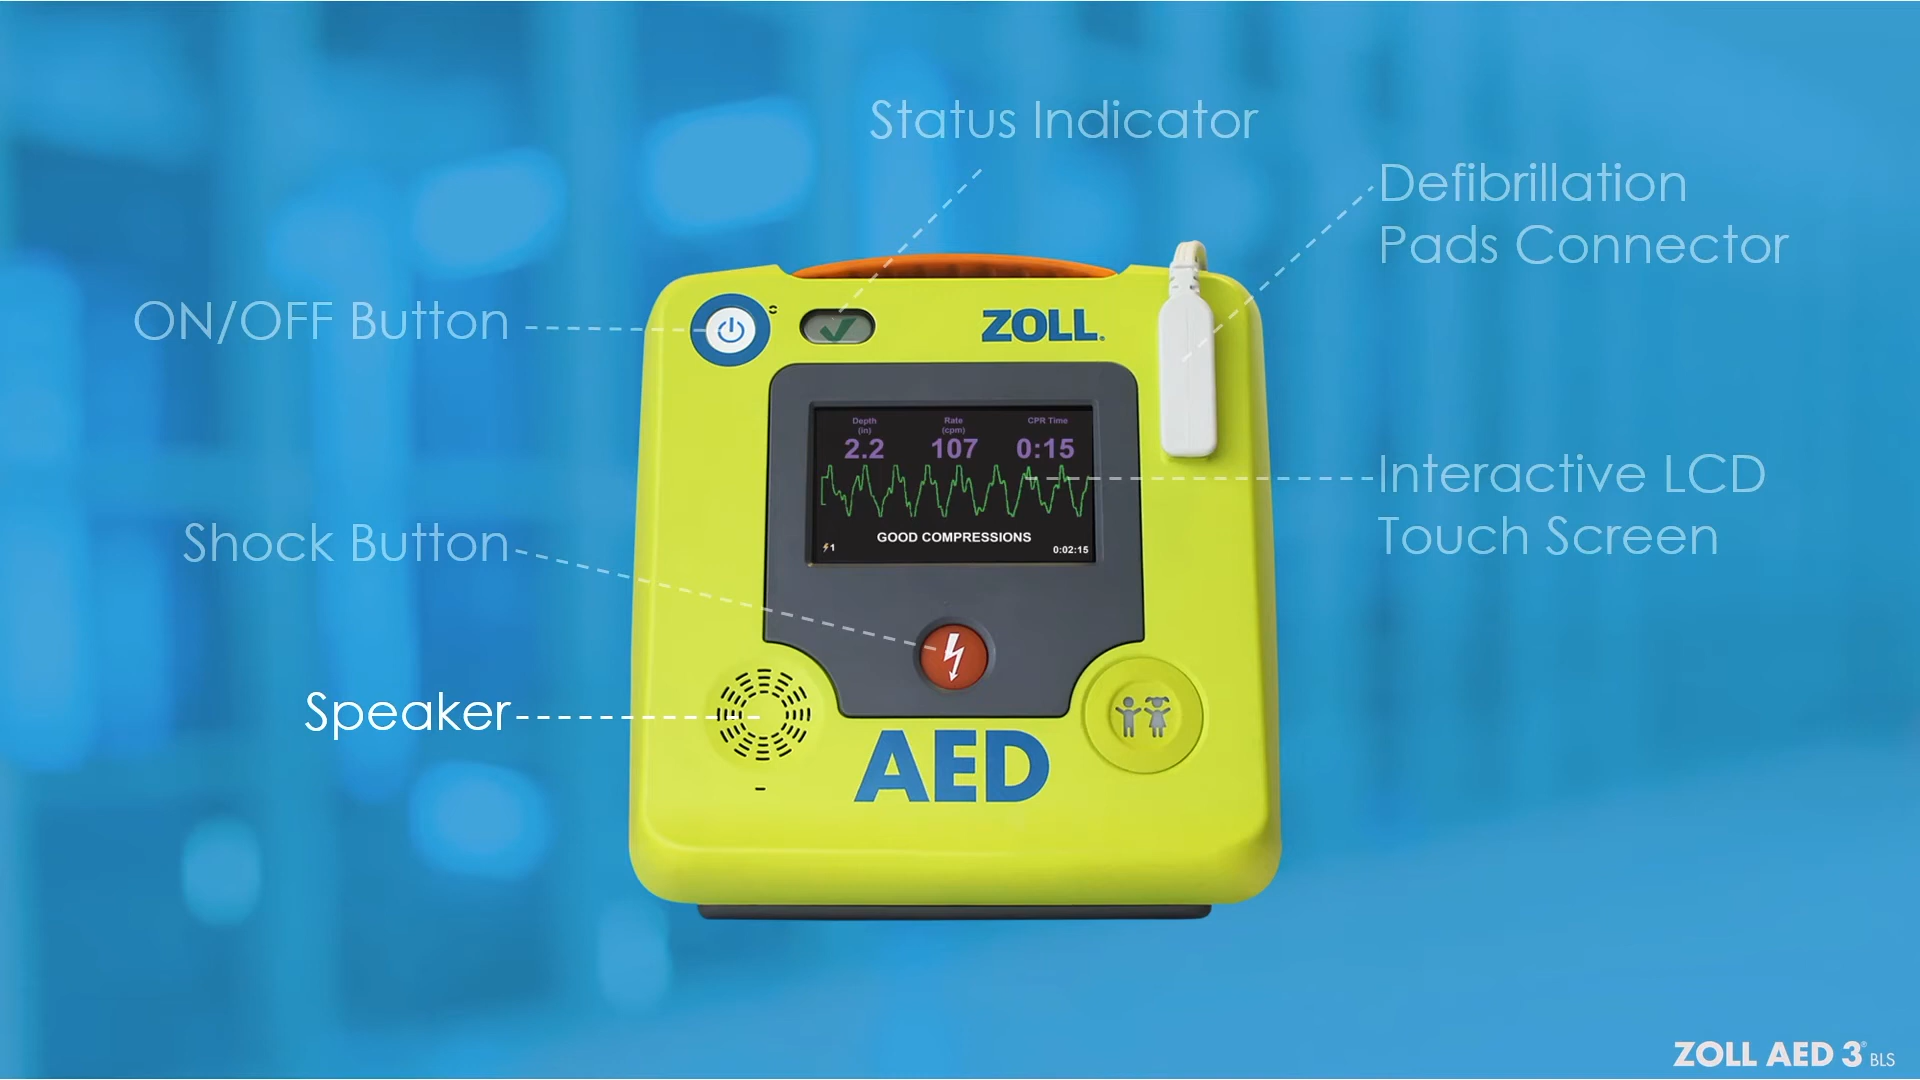 Status Indicator
Defibrillation
Pads Connector
ON/OFF Button
ZOLL®
Depth
(in)
2.2
Rate
(cpm)
107
CPR Time
0:15
Interactive LCD
Touch Screen
GOOD COMPRESSIONS
1
0:02:15
Shock Button
Speaker
AED
ZOLL AED 3® BLS